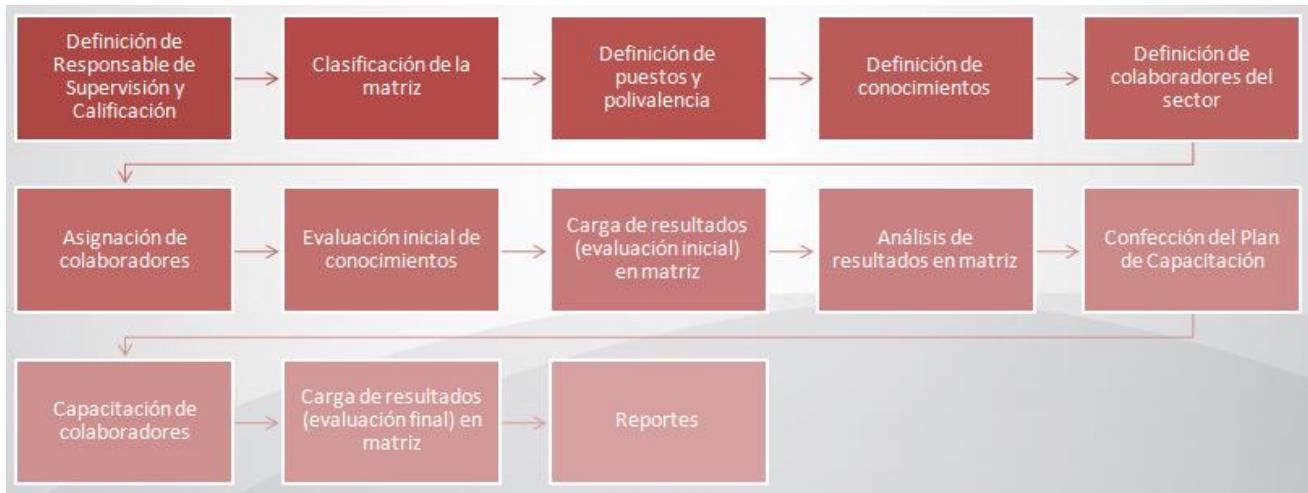 Definición de
Responsable de
Supervisión y
Calificación
Clasificación de la
matriz
Definición de
puestos y
polivalencia
Definición de
conocimientos
Definición de
colaboradores del
sector
Asignación de
colaboradores
Evaluación inicial de
conocimientos
Carga de resultados
(evaluación inicial)
en matriz
Análisis de
resultados en matriz
Confección del Plan
de Capacitación
Capacitación de
colaboradores
Carga de resultados
(evaluación final) en
matriz
Reportes